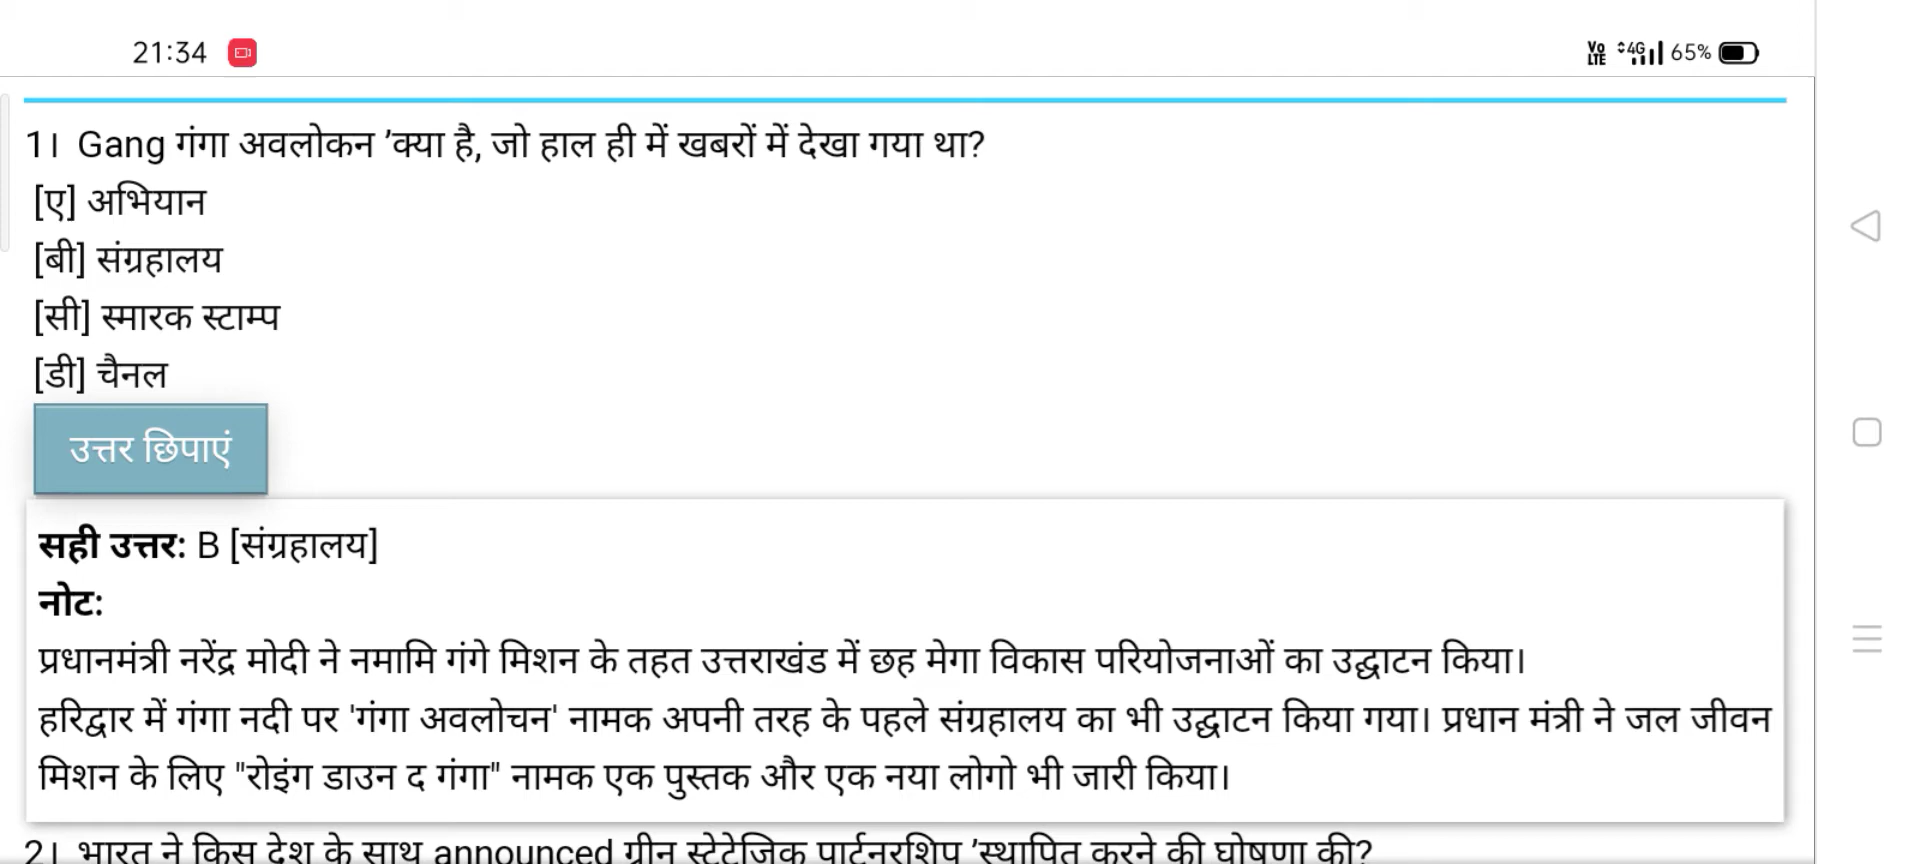 21:34
Vo LTE 4G 65%
1। Gang गंगा अवलोकन ’क्या है, जो हाल ही में खबरों में देखा गया था?
[ए] अभियान
[बी] संग्रहालय
[सी] स्मारक स्टाम्प
[डी] चैनल
उत्तर छिपाएं
सही उत्तर: B [संग्रहालय]
नोट:
प्रधानमंत्री नरेंद्र मोदी ने नमामि गंगे मिशन के तहत उत्तराखंड में छह मेगा विकास परियोजनाओं का उद्घाटन किया।
हरिद्वार में गंगा नदी पर 'गंगा अवलोचन' नामक अपनी तरह के पहले संग्रहालय का भी उद्घाटन किया गया। प्रधान मंत्री ने जल जीवन
मिशन के लिए "रोइंग डाउन द गंगा" नामक एक पुस्तक और एक नया लोगो भी जारी किया।
2। भारत ने किस देश के साथ announced ग्रीन स्टेटेजिक पार्टनरशिप ’स्थापित करने की घोषणा की?